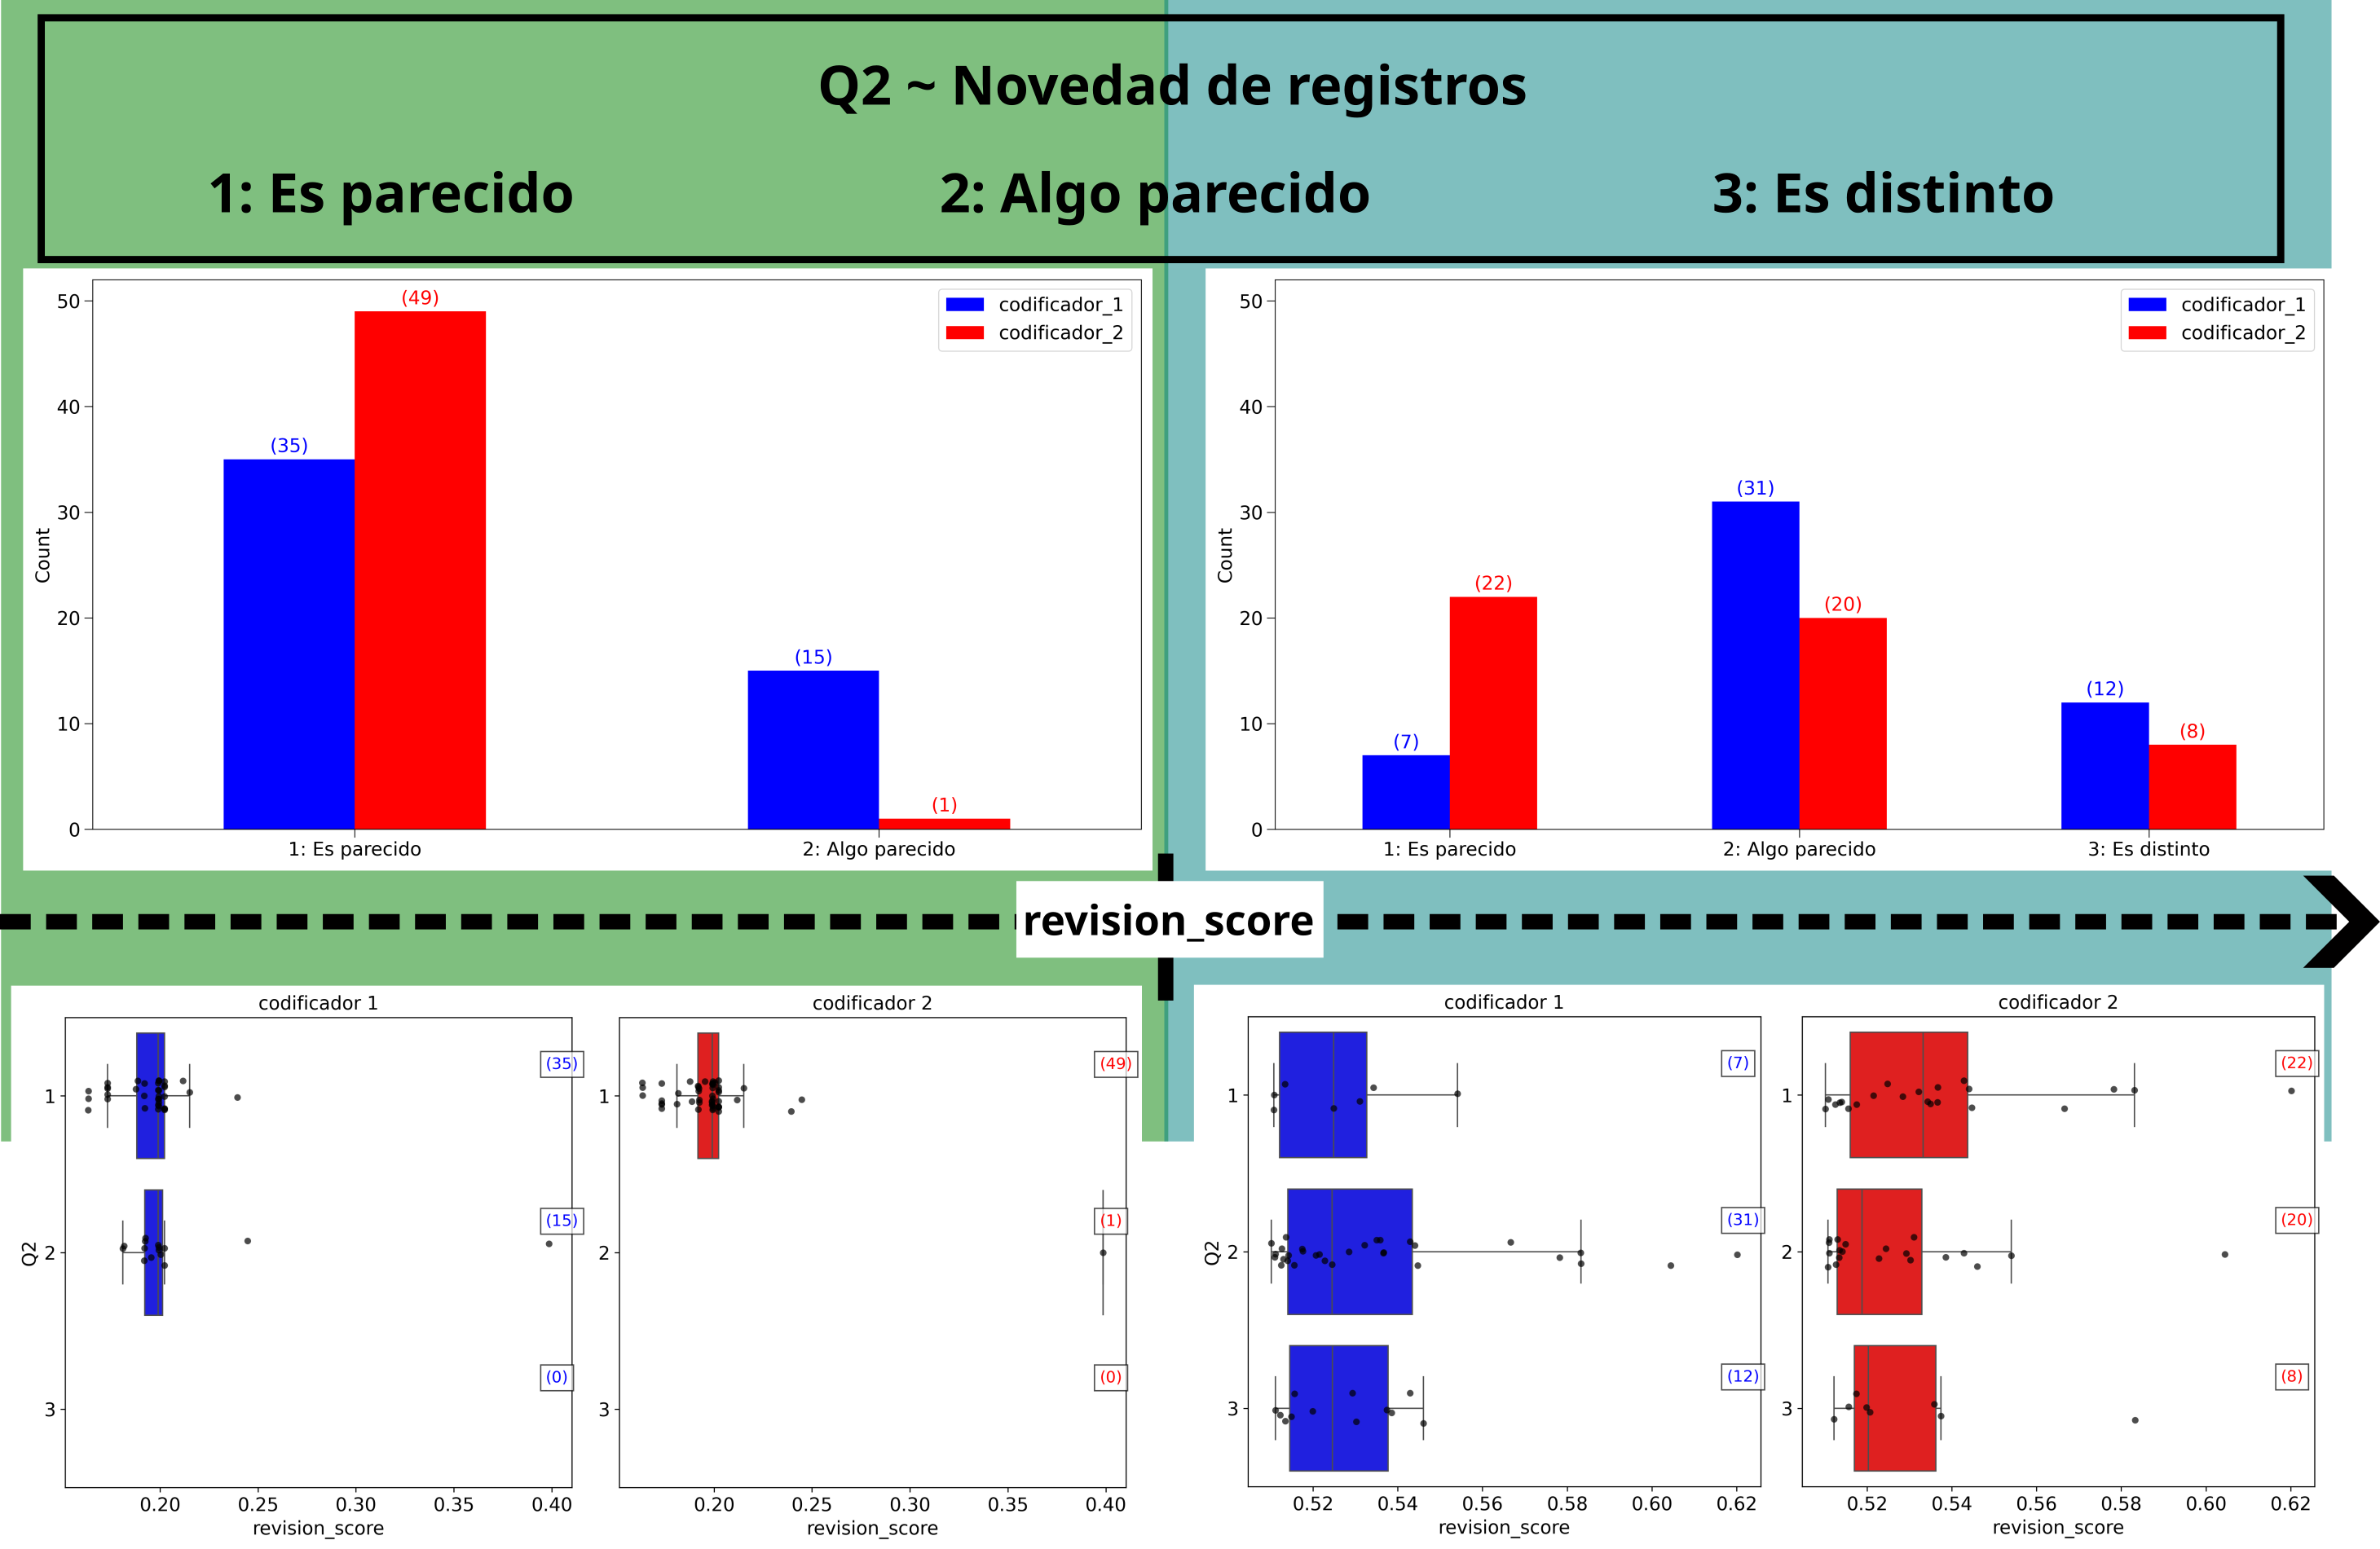 Q2 ~ Novedad de registros
1: Es parecido 2: Algo parecido 3: Es distinto
50
40
30
20
10
0
Count
(35)
(49)
(15)
(1)
codificador_1
codificador_2
1: Es parecido 2: Algo parecido
50
40
30
20
10
0
Count
(7)
(22)
(31)
(20)
(12)
(8)
codificador_1
codificador_2
1: Es parecido 2: Algo parecido 3: Es distinto
revision_score
codificador 1
Q2
1
2
3
(35)
(15)
(0)
0.20 0.25 0.30 0.35 0.40
revision_score
codificador 2
1
2
3
(49)
(1)
(0)
0.20 0.25 0.30 0.35 0.40
revision_score
codificador 1
Q2
1
2
3
(7)
(31)
(12)
0.52 0.54 0.56 0.58 0.60 0.62
revision_score
codificador 2
1
2
3
(22)
(20)
(8)
0.52 0.54 0.56 0.58 0.60 0.62
revision_score